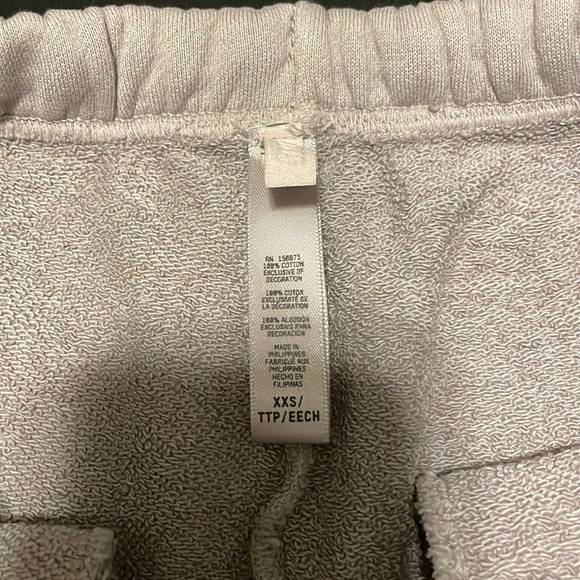 RN 156873
100% COTTON
EXCLUSIVE OF
DECORATION
100% COTON
EXCLUSIVITÉ DE
LA DÉCORATION
100% ALGODÓN
EXCLUSIVO PARA
DECORACIÓN
MADE IN
PHILIPPINES
FABRIQUÉ AUX
PHILIPPINES
HECHO EN
FILIPINAS
XXS/
TTP/EECH